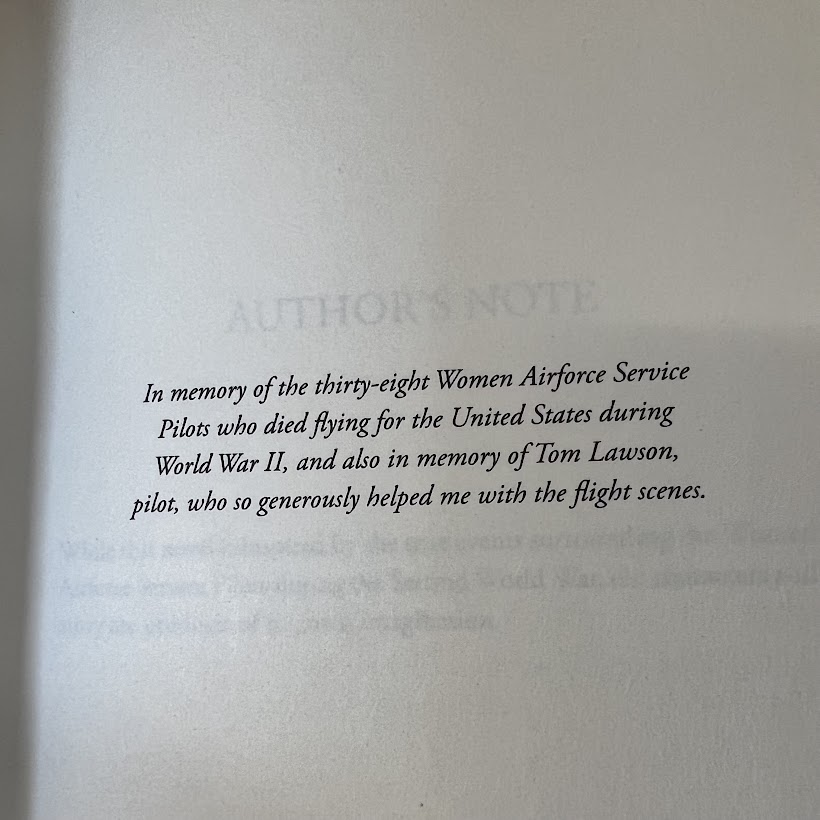 AUTHOR'S NOTE
In memory of the thirty-eight Women Airforce Service
Pilots who died flying for the United States during
World War II, and also in memory of Tom Lawson,
pilot, who so generously helped me with the flight scenes.